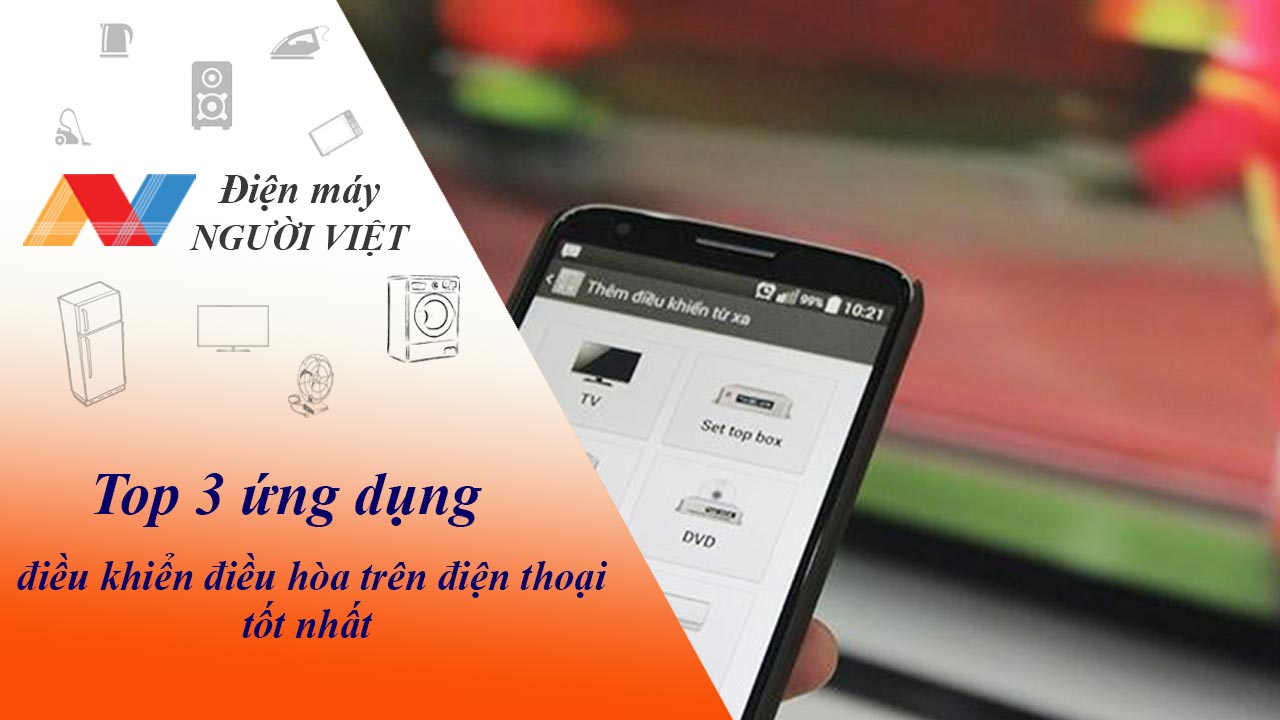 Điện máy
NGƯỜI VIỆT
Top 3 ứng dụng
điều khiển điều hòa trên điện thoại
tốt nhất
99% 10:21
Thêm điều khiển từ xa
TV
Set top box
DVD